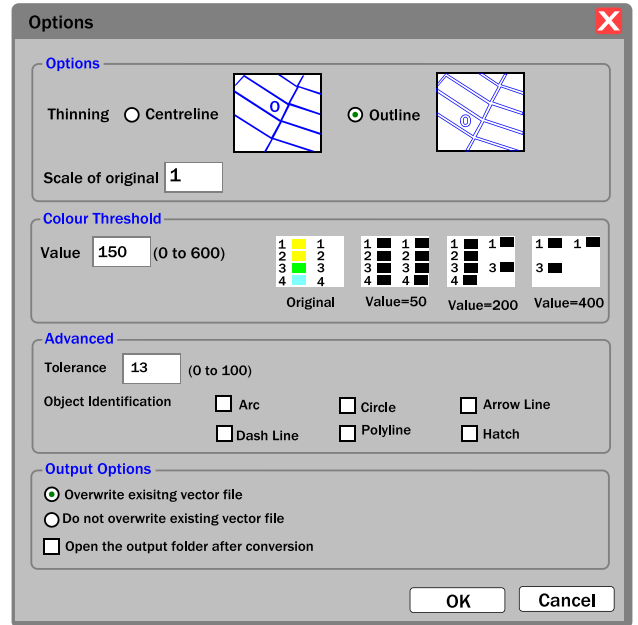 Options
Options
Thinning Centreline 0 Outline 0
Scale of original 1
Colour Threshold
Value 150 (0 to 600)
1 1 1 1 1 1 1
2 2 2 2 2
3 3 3 3 3 3 3
4 4 4 4 4
Original Value=50 Value=200 Value=400
Advanced
Tolerance 13 (0 to 100)
Object Identification Arc Circle Arrow Line
Dash Line Polyline Hatch
Output Options
Overwrite exisitng vector file
Do not overwrite existing vector file
Open the output folder after conversion
OK Cancel